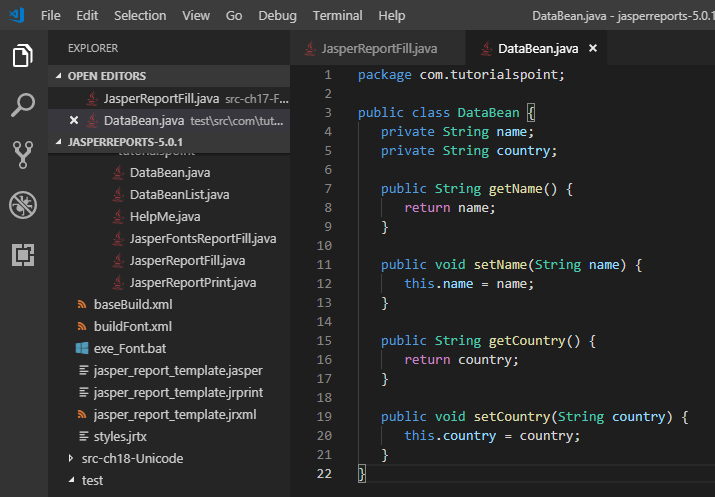 File Edit View Go Debug Terminal Help DataBean.java - jasperreports-5.0.1
EXPLORER
OPEN EDITORS
JasperReportFill.java src-ch17-F...
DataBean.java test\src\com\tut...
JASPERREPORTS-5.0.1
tutorialspoint
DataBean.java
DataBeanList.java
HelpMe.java
JasperFontsReportFill.java
JasperReportFill.java
JasperReportPrint.java
baseBuild.xml
buildFont.xml
exe_Font.bat
jasper_report_template.jasper
jasper_report_template.jrprint
jasper_report_template.jrxml
styles.jrtx
src-ch18-Unicode
test
JasperReportFill.java DataBean.java
1 package com.tutorialspoint;
2
3 public class DataBean {
4 private String name;
5 private String country;
6
7 public String getName() {
8 return name;
9 }
10
11 public void setName(String name) {
12 this.name = name;
13 }
14
15 public String getCountry() {
16 return country;
17 }
18
19 public void setCountry(String country) {
20 this.country = country;
21 }
22 }